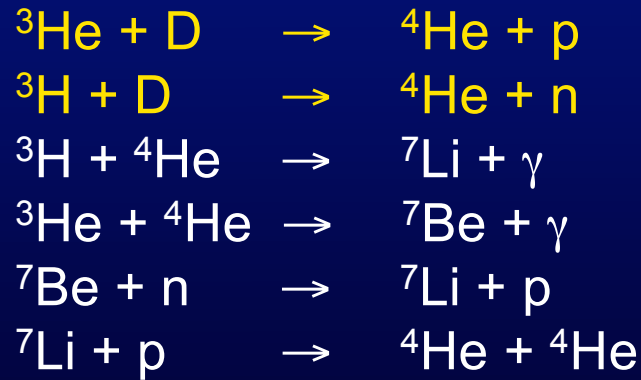 ³He + D → ⁴He + p
³H + D → ⁴He + n
³H + ⁴He → ⁷Li + γ
³He + ⁴He → ⁷Be + γ
⁷Be + n → ⁷Li + p
⁷Li + p → ⁴He + ⁴He